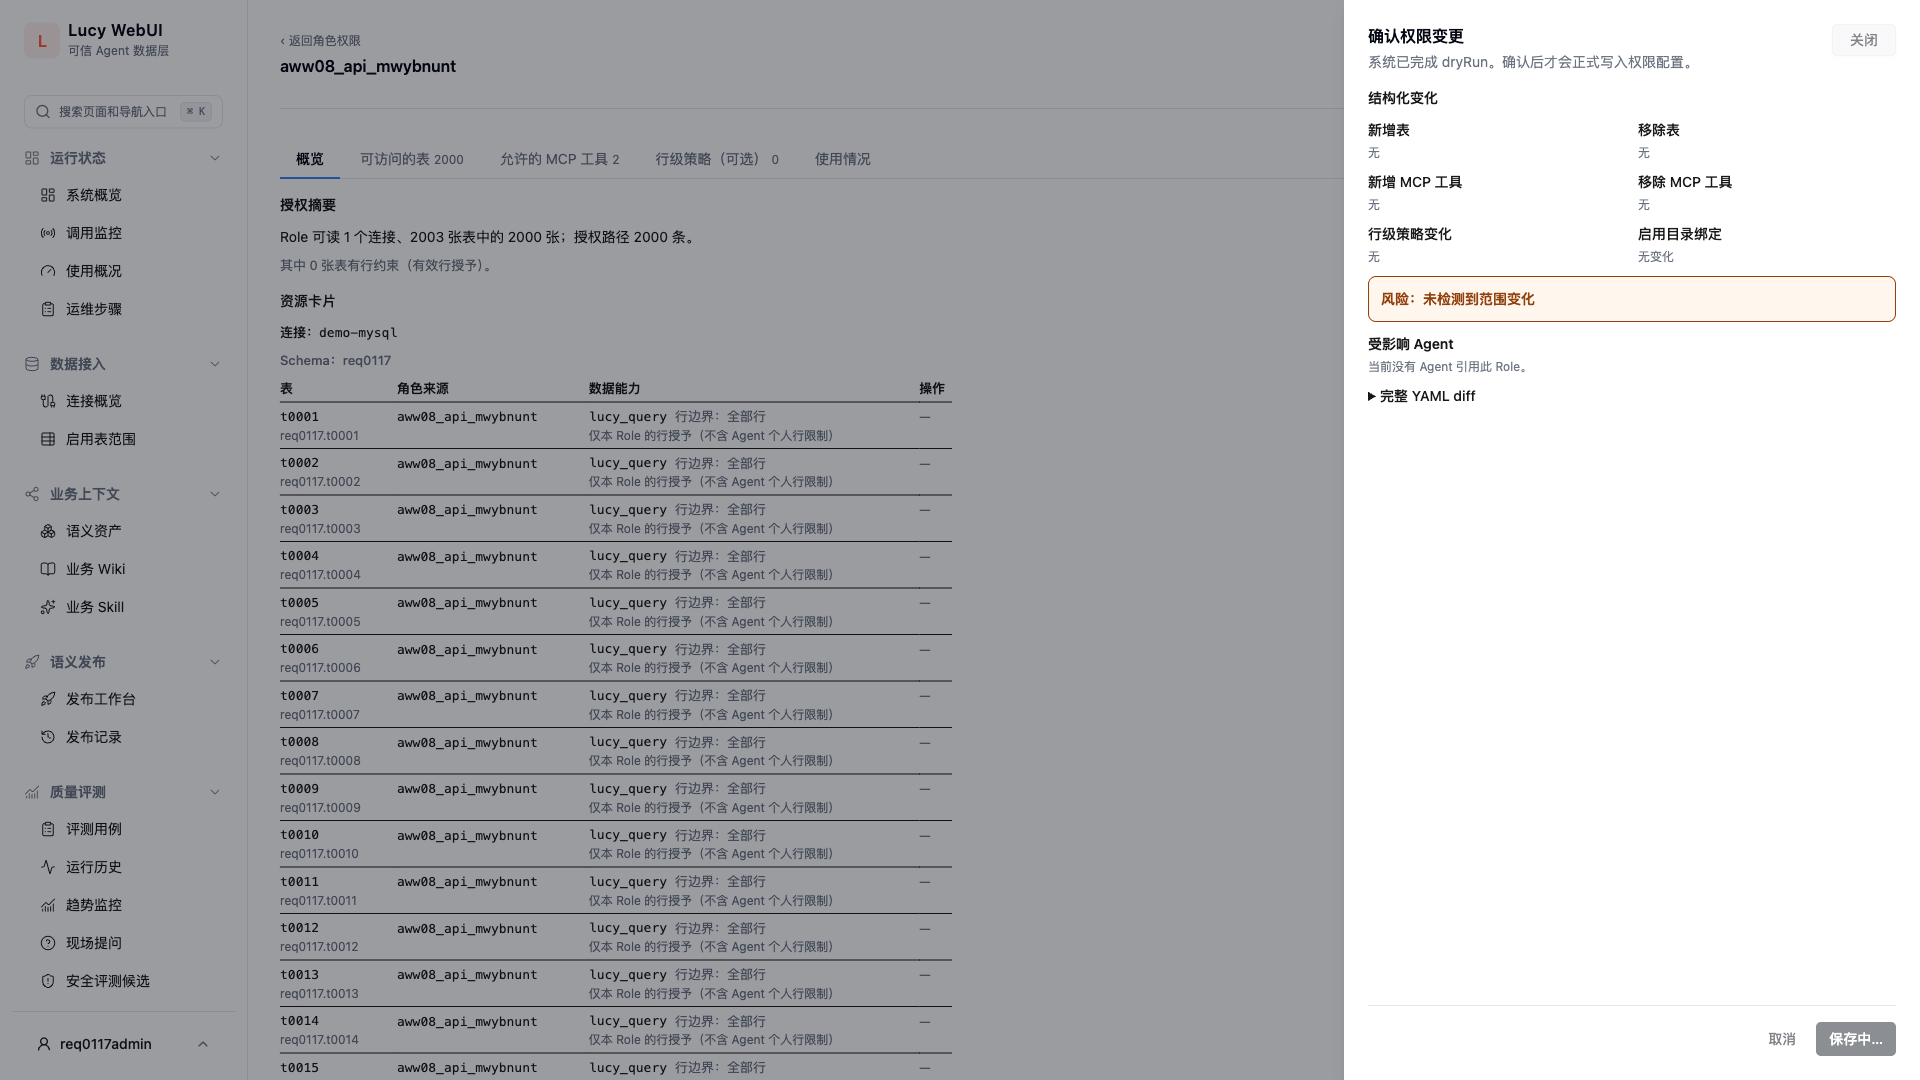 L
Lucy WebUI
可信 Agent 数据层
搜索页面和导航入口 ⌘ K
运行状态
系统概览
调用监控
使用概况
运维步骤
数据接入
连接概览
启用表范围
业务上下文
语义资产
业务 Wiki
业务 Skill
语义发布
发布工作台
发布记录
质量评测
评测用例
运行历史
趋势监控
现场提问
安全评测候选
req0117admin
‹ 返回角色权限
aww08_api_mwybnunt
概览 可访问的表 2000 允许的 MCP 工具 2 行级策略（可选） 0 使用情况
授权摘要
Role 可读 1 个连接、2003 张表中的 2000 张；授权路径 2000 条。
其中 0 张表有行约束（有效行授予）。
资源卡片
连接：demo-mysql
Schema：req0117
表 角色来源 数据能力 操作
t0001 aww08_api_mwybnunt lucy_query 行边界：全部行 —
req0117.t0001 仅本 Role 的行授予（不含 Agent 个人行限制）
t0002 aww08_api_mwybnunt lucy_query 行边界：全部行 —
req0117.t0002 仅本 Role 的行授予（不含 Agent 个人行限制）
t0003 aww08_api_mwybnunt lucy_query 行边界：全部行 —
req0117.t0003 仅本 Role 的行授予（不含 Agent 个人行限制）
t0004 aww08_api_mwybnunt lucy_query 行边界：全部行 —
req0117.t0004 仅本 Role 的行授予（不含 Agent 个人行限制）
t0005 aww08_api_mwybnunt lucy_query 行边界：全部行 —
req0117.t0005 仅本 Role 的行授予（不含 Agent 个人行限制）
t0006 aww08_api_mwybnunt lucy_query 行边界：全部行 —
req0117.t0006 仅本 Role 的行授予（不含 Agent 个人行限制）
t0007 aww08_api_mwybnunt lucy_query 行边界：全部行 —
req0117.t0007 仅本 Role 的行授予（不含 Agent 个人行限制）
t0008 aww08_api_mwybnunt lucy_query 行边界：全部行 —
req0117.t0008 仅本 Role 的行授予（不含 Agent 个人行限制）
t0009 aww08_api_mwybnunt lucy_query 行边界：全部行 —
req0117.t0009 仅本 Role 的行授予（不含 Agent 个人行限制）
t0010 aww08_api_mwybnunt lucy_query 行边界：全部行 —
req0117.t0010 仅本 Role 的行授予（不含 Agent 个人行限制）
t0011 aww08_api_mwybnunt lucy_query 行边界：全部行 —
req0117.t0011 仅本 Role 的行授予（不含 Agent 个人行限制）
t0012 aww08_api_mwybnunt lucy_query 行边界：全部行 —
req0117.t0012 仅本 Role 的行授予（不含 Agent 个人行限制）
t0013 aww08_api_mwybnunt lucy_query 行边界：全部行 —
req0117.t0013 仅本 Role 的行授予（不含 Agent 个人行限制）
t0014 aww08_api_mwybnunt lucy_query 行边界：全部行 —
req0117.t0014 仅本 Role 的行授予（不含 Agent 个人行限制）
t0015 aww08_api_mwybnunt lucy_query 行边界：全部行 —
确认权限变更
关闭
系统已完成 dryRun。确认后才会正式写入权限配置。
结构化变化
新增表 移除表
无 无
新增 MCP 工具 移除 MCP 工具
无 无
行级策略变化 启用目录绑定
无 无变化
风险：未检测到范围变化
受影响 Agent
当前没有 Agent 引用此 Role。
▶ 完整 YAML diff
取消 保存中...